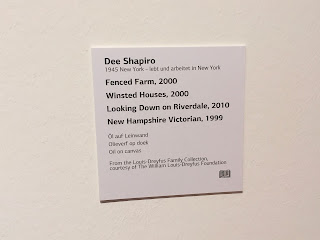 Dee Shapiro
1945 New York – lebt und arbeitet in New York
Fenced Farm, 2000
Winsted Houses, 2000
Looking Down on Riverdale, 2010
New Hampshire Victorian, 1999
Öl auf Leinwand
Olieverf op doek
Oil on canvas
From the Louis-Dreyfus Family Collection,
courtesy of The William Louis-Dreyfus Foundation